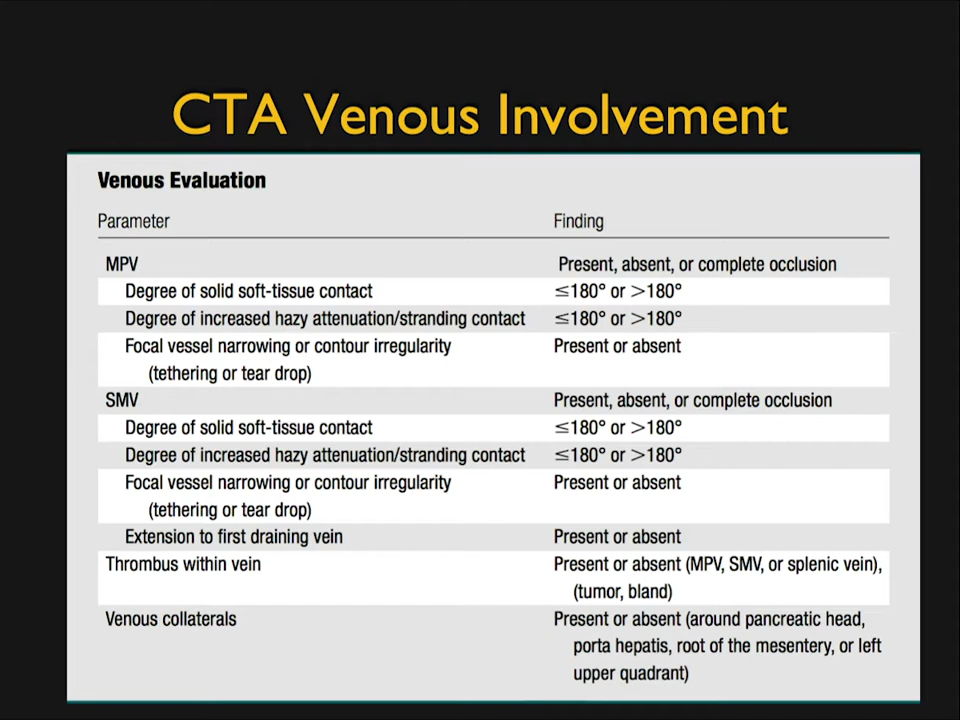 CTA Venous Involvement
Venous Evaluation
Parameter Finding
MPV Present, absent, or complete occlusion
Degree of solid soft-tissue contact ≤180° or >180°
Degree of increased hazy attenuation/stranding contact ≤180° or >180°
Focal vessel narrowing or contour irregularity Present or absent
(tethering or tear drop)
SMV Present, absent, or complete occlusion
Degree of solid soft-tissue contact ≤180° or >180°
Degree of increased hazy attenuation/stranding contact ≤180° or >180°
Focal vessel narrowing or contour irregularity Present or absent
(tethering or tear drop)
Extension to first draining vein Present or absent
Thrombus within vein Present or absent (MPV, SMV, or splenic vein),
(tumor, bland)
Venous collaterals Present or absent (around pancreatic head,
porta hepatis, root of the mesentery, or left
upper quadrant)